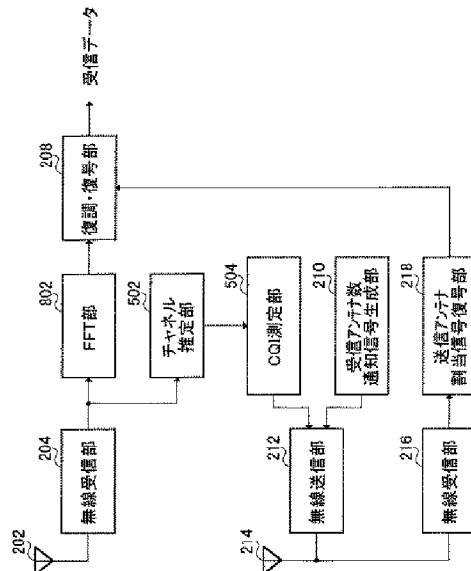 202
204
無線受信部
802
FFT部
208
復調・復号部
受信データ
502
チャネル
推定部
504
CQI測定部
210
受信アンテナ数
通知信号生成部
212
無線送信部
214
216
無線受信部
218
送信アンテナ
割当信号復号部